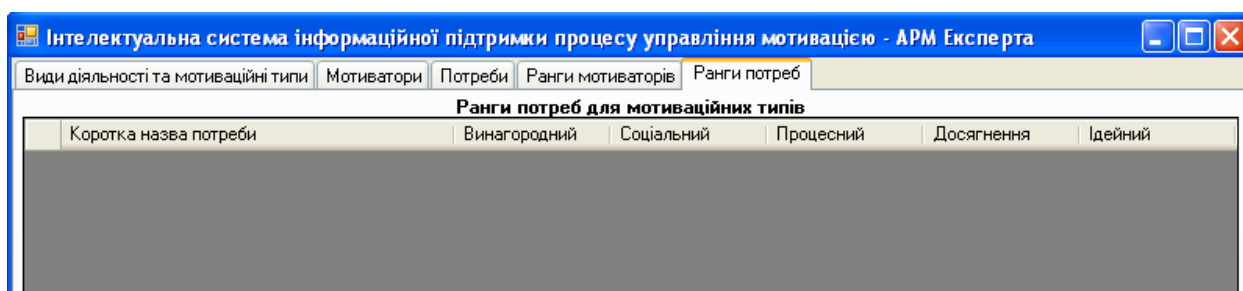 Інтелектуальна система інформаційної підтримки процесу управління мотивацією - АРМ Експерта
Види діяльності та мотиваційні типи Мотиватори Потреби Ранги мотиваторів Ранги потреб
Ранги потреб для мотиваційних типів
Коротка назва потреби Винагородний Соціальний Процесний Досягнення Ідейний